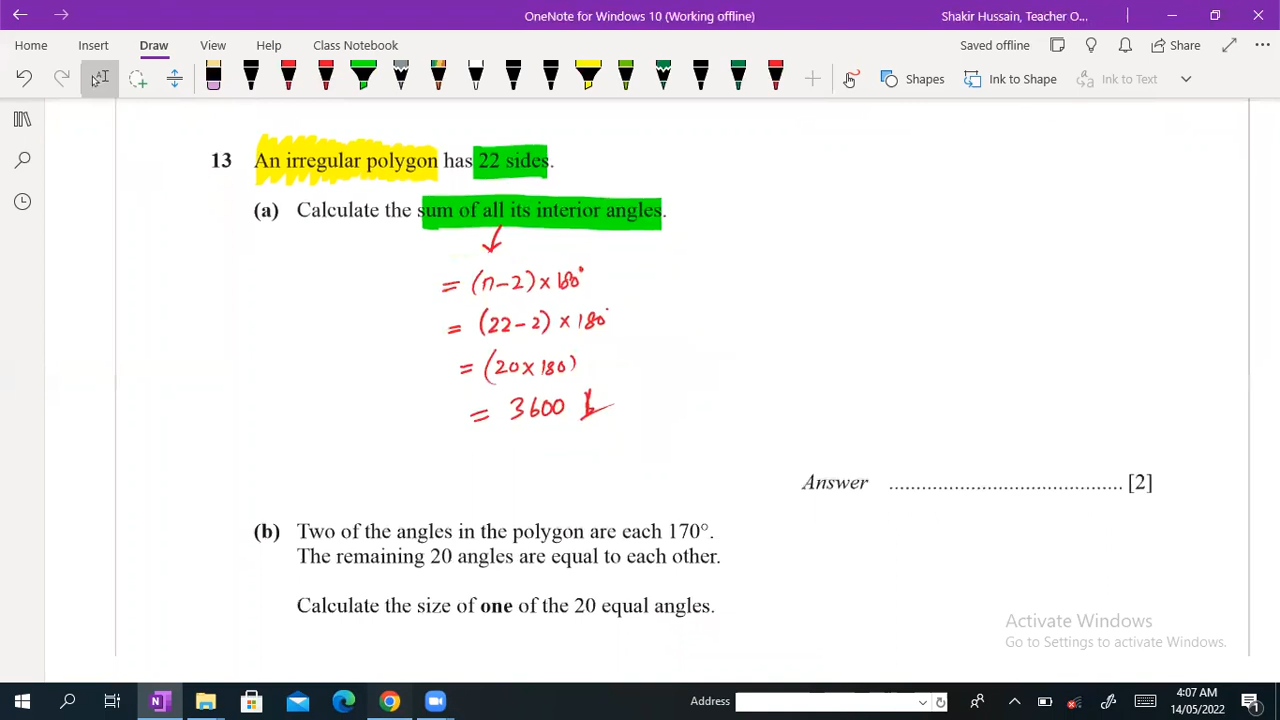 OneNote for Windows 10 (Working offline)
Shakir Hussain, Teacher O...
Home Insert Draw View Help Class Notebook
Saved offline
Share
Shapes
Ink to Shape
Ink to Text
13 An irregular polygon has 22 sides.
(a) Calculate the sum of all its interior angles.
= (n-2)×180°
= (22-2)×180°
= (20×180)
= 3600
Answer .......................................... [2]
(b) Two of the angles in the polygon are each 170°.
The remaining 20 angles are equal to each other.
Calculate the size of one of the 20 equal angles.
Activate Windows
Go to Settings to activate Windows.
Address
4:07 AM
14/05/2022